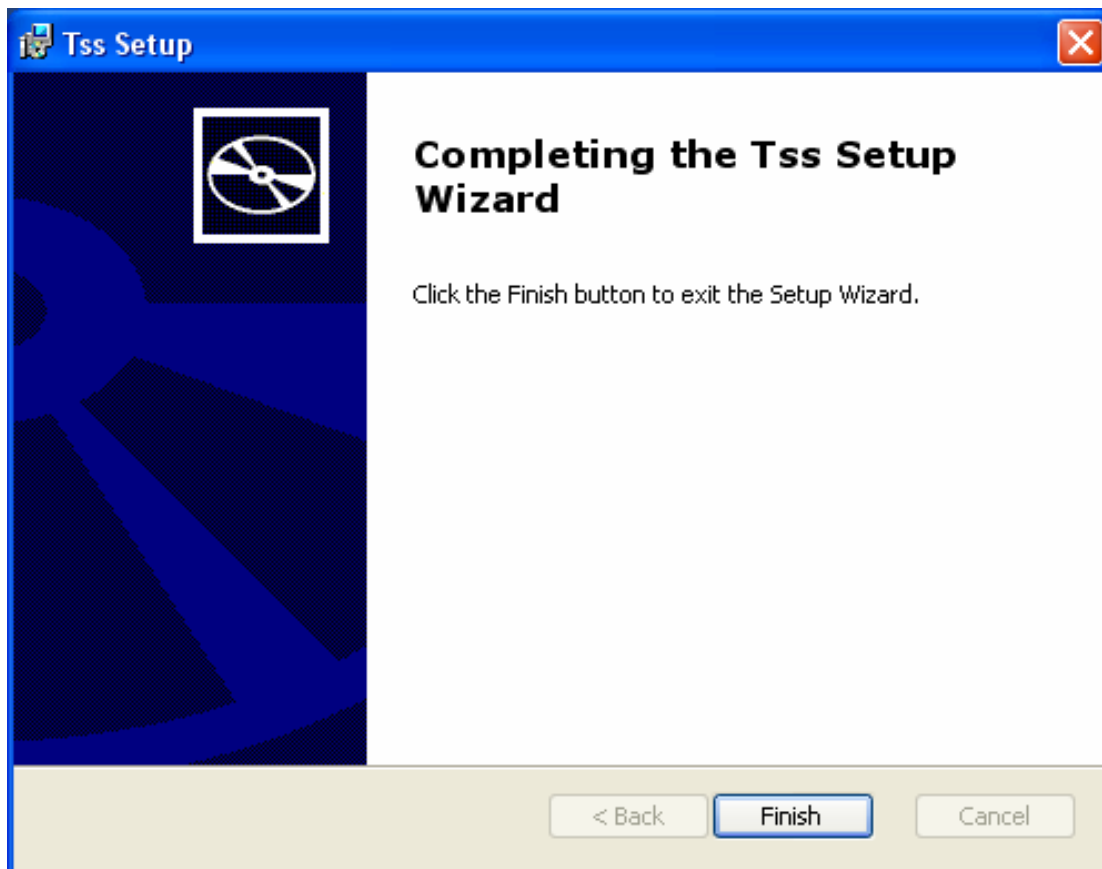 Tss Setup
Completing the Tss Setup
Wizard
Click the Finish button to exit the Setup Wizard.
< Back
Finish
Cancel